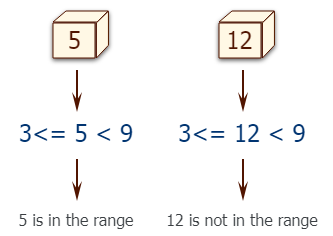 5 12
3<= 5 < 9 3<= 12 < 9
5 is in the range 12 is not in the range